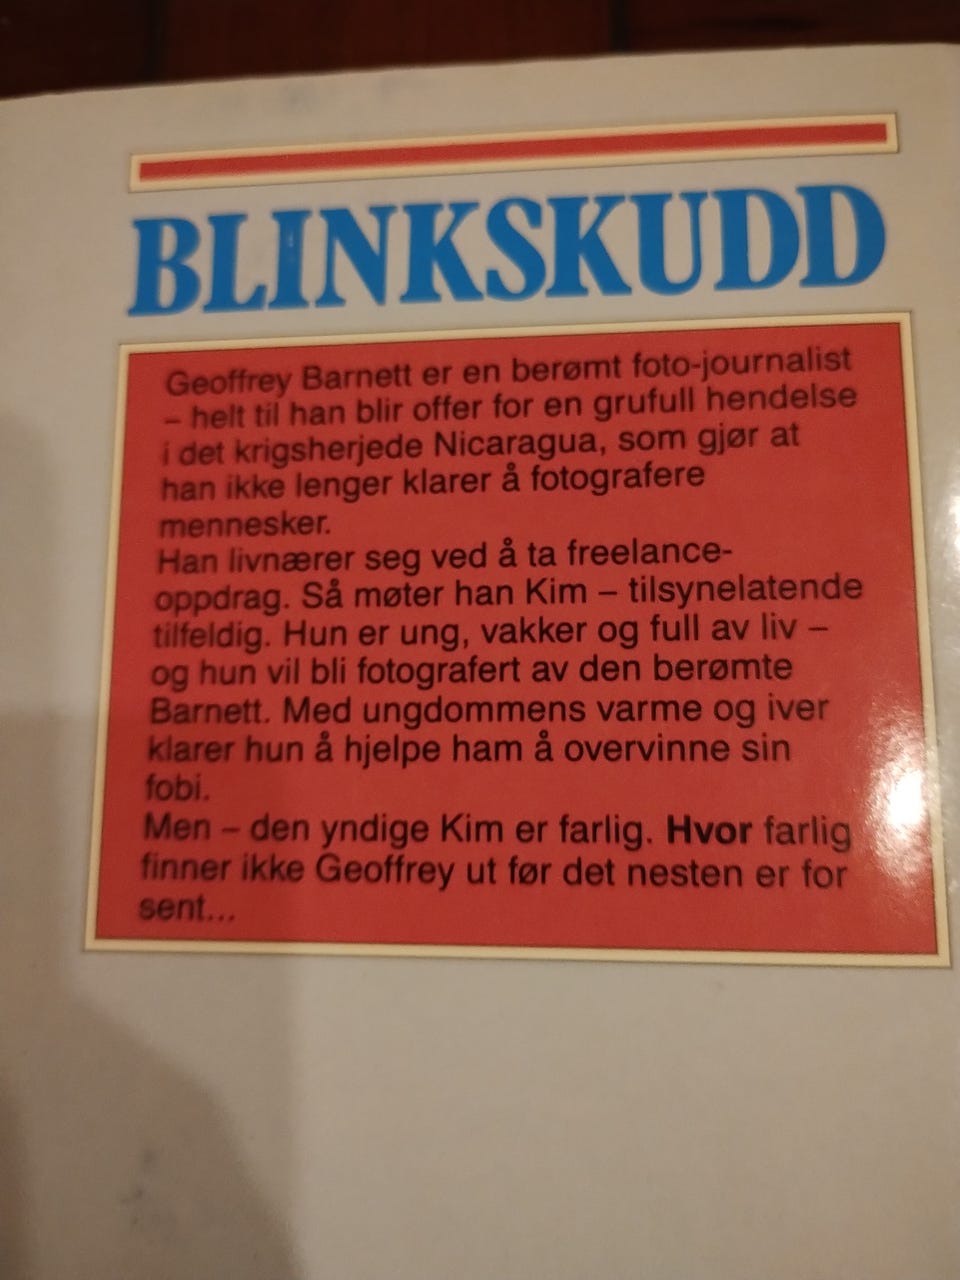 BLINKSKUDD
Geoffrey Barnett er en berømt foto-journalist
– helt til han blir offer for en grufull hendelse
i det krigsherjede Nicaragua, som gjør at
han ikke lenger klarer å fotografere
mennesker.
Han livnærer seg ved å ta freelance-
oppdrag. Så møter han Kim – tilsynelatende
tilfeldig. Hun er ung, vakker og full av liv –
og hun vil bli fotografert av den berømte
Barnett. Med ungdommens varme og iver
klarer hun å hjelpe ham å overvinne sin
fobi.
Men – den yndige Kim er farlig. Hvor farlig
finner ikke Geoffrey ut før det nesten er for
sent...